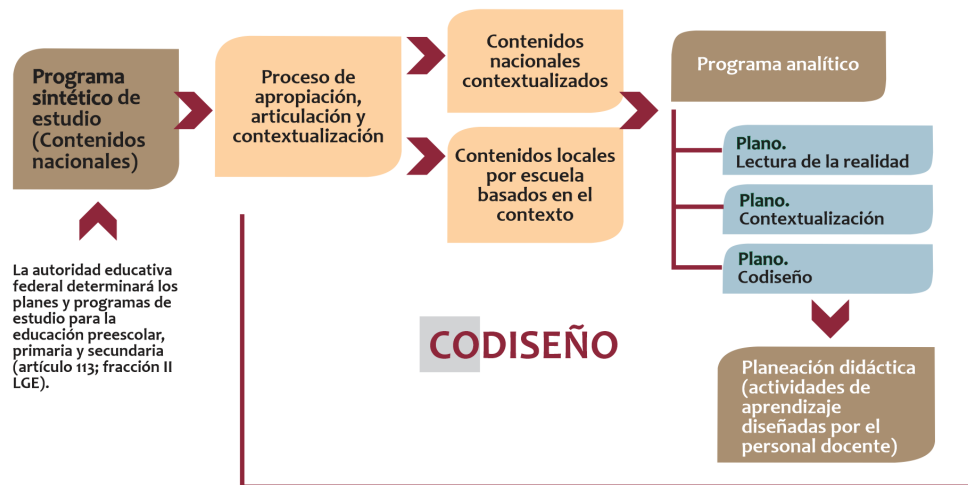 Programa
sintético de
estudio
(Contenidos
nacionales)
La autoridad educativa
federal determinará los
planes y programas de
estudio para la
educación preescolar,
primaria y secundaria
(artículo 113; fracción II
LGE).
Proceso de
apropiación,
articulación y
contextualización
Contenidos
nacionales
contextualizados
Contenidos locales
por escuela
basados en el
contexto
Programa analítico
Plano.
Lectura de la realidad
Plano.
Contextualización
Plano.
Codiseño
CODISEÑO
Planeación didáctica
(actividades de
aprendizaje
diseñadas por el
personal docente)